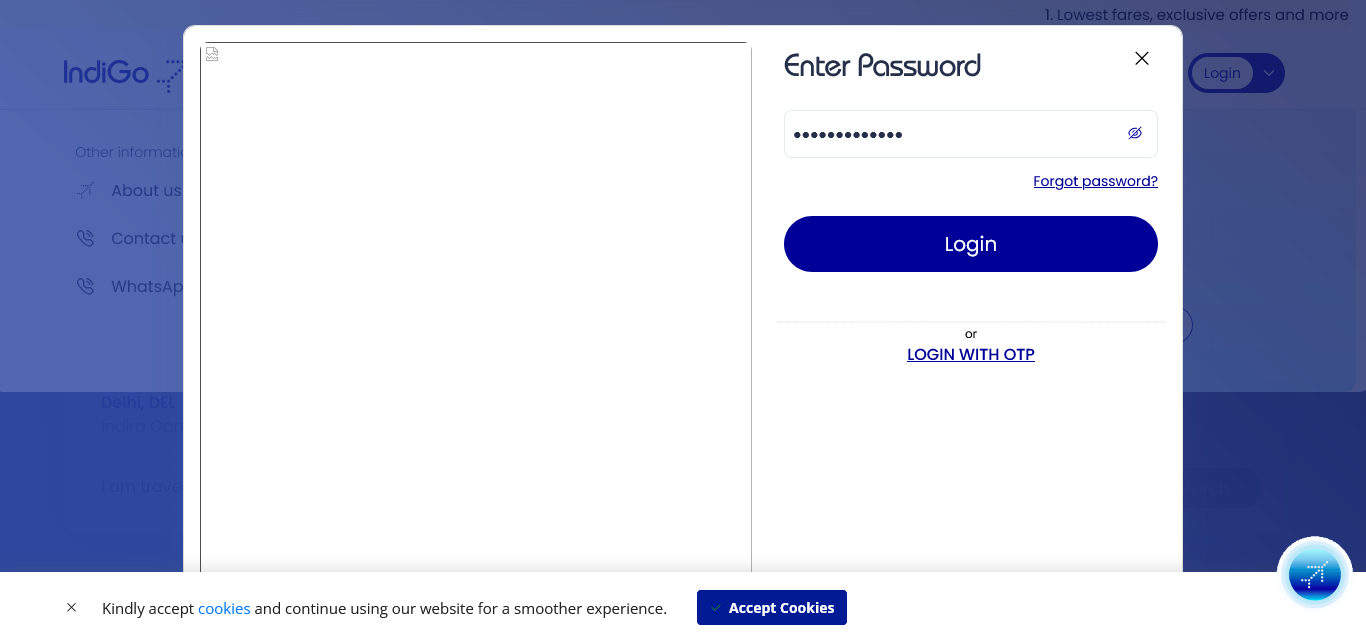 1. Lowest fares, exclusive offers and more
IndiGo
Login
Other informatio
About us
Contact u
WhatsAp
Delhi, DEL
Indira Gan
I am trave
Enter Password
•••••••••••••
Forgot password?
Login
or
LOGIN WITH OTP
Kindly accept cookies and continue using our website for a smoother experience.
Accept Cookies